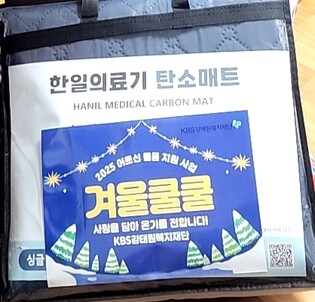 한일의료기 탄소매트
HANIL MEDICAL CARBON MAT
KBS강태원복지재단
2025 어르신 물품 지원 사업
겨울쿨쿨
사랑을 담아 온기를 전합니다!
KBS강태원복지재단
싱글